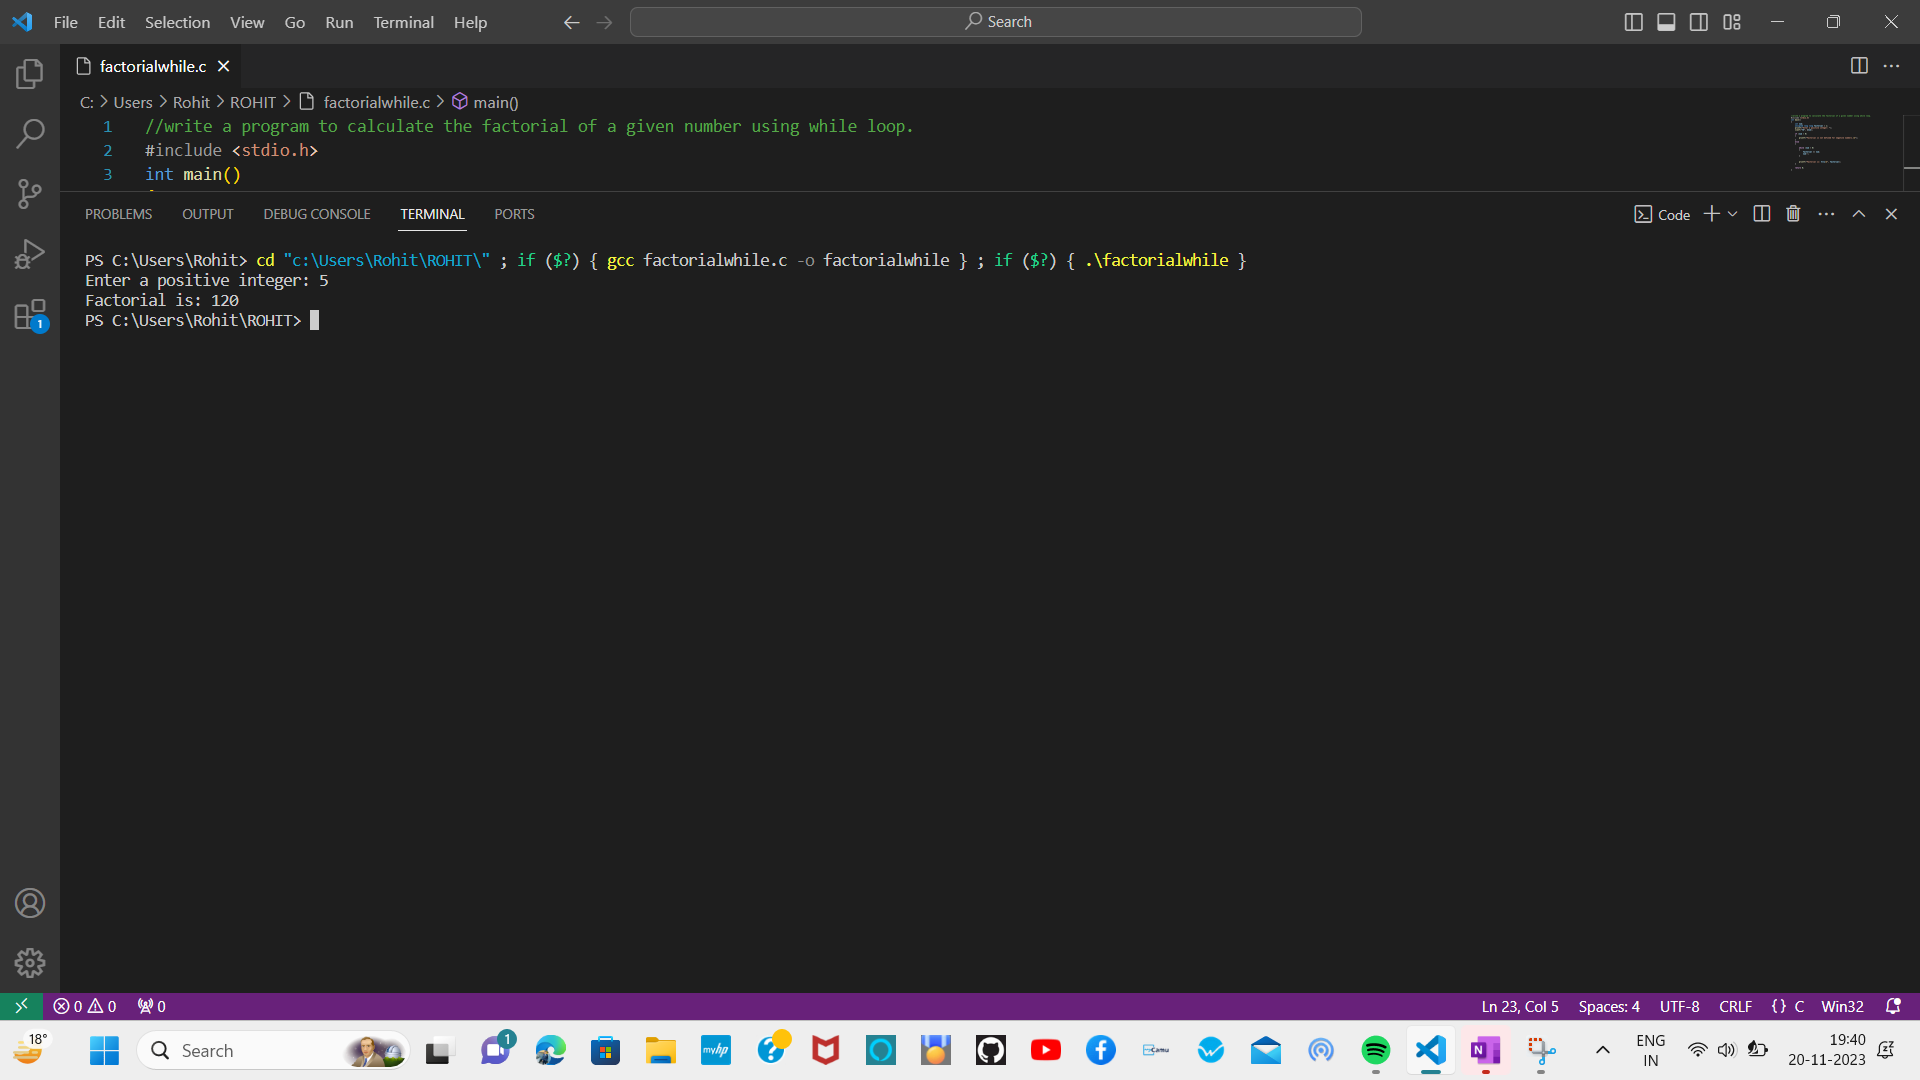 File Edit Selection View Go Run Terminal Help
Search
factorialwhile.c
C: > Users > Rohit > ROHIT > factorialwhile.c > main()
1 //write a program to calculate the factorial of a given number using while loop.
2 #include <stdio.h>
3 int main()
PROBLEMS OUTPUT DEBUG CONSOLE TERMINAL PORTS
Code
PS C:\Users\Rohit> cd "c:\Users\Rohit\ROHIT\" ; if ($?) { gcc factorialwhile.c -o factorialwhile } ; if ($?) { .\factorialwhile }
Enter a positive integer: 5
Factorial is: 120
PS C:\Users\Rohit\ROHIT>
1
0 0 0
Ln 23, Col 5 Spaces: 4 UTF-8 CRLF {} C Win32
18°
Search
1
myhp
Camu
N
ENG
IN
19:40
20-11-2023